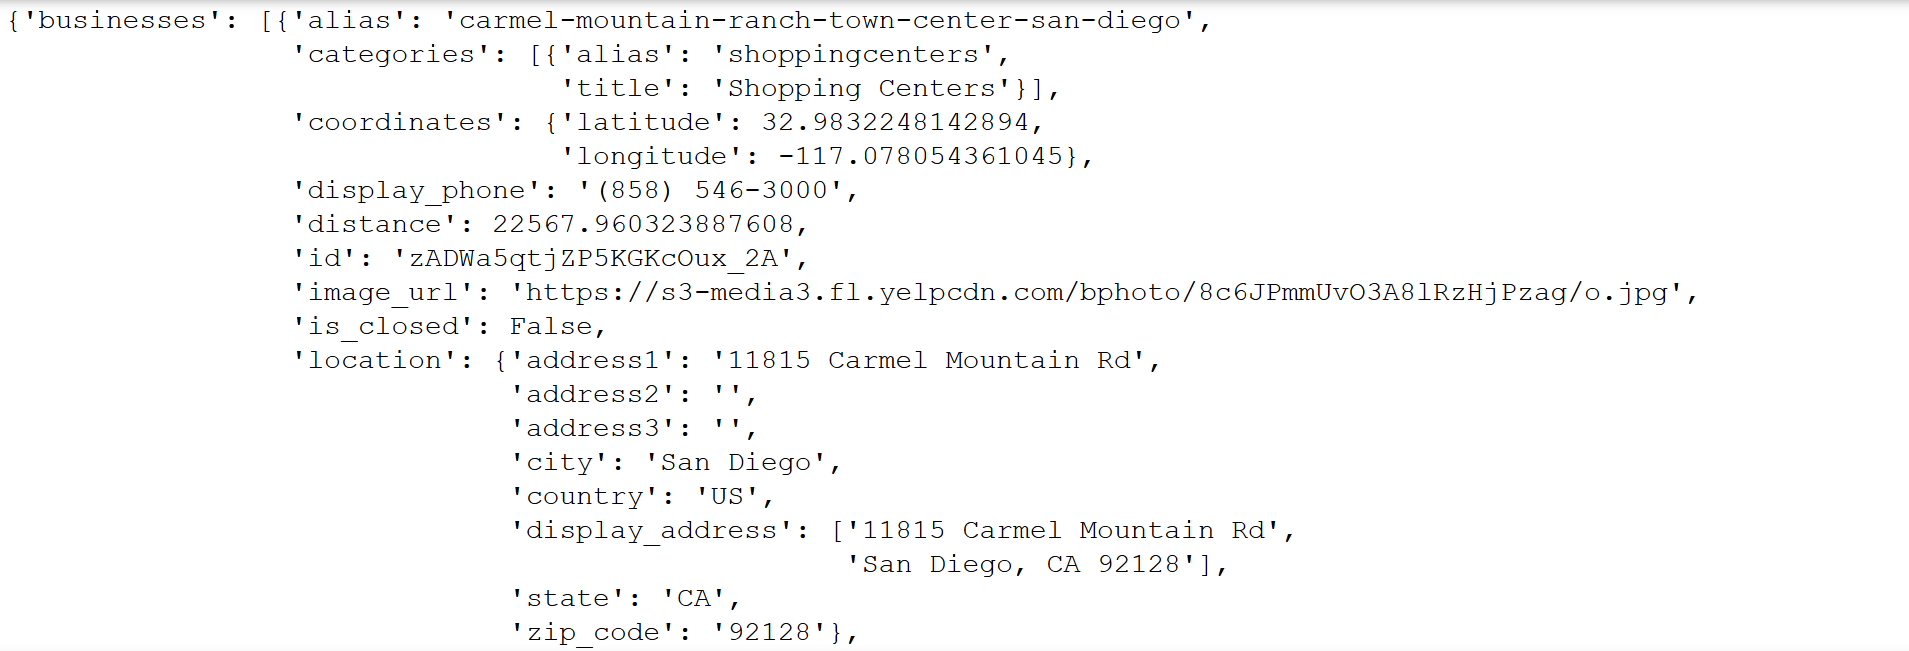 {'businesses': [{'alias': 'carmel-mountain-ranch-town-center-san-diego',
'categories': [{'alias': 'shoppingcenters',
'title': 'Shopping Centers'}],
'coordinates': {'latitude': 32.9832248142894,
'longitude': -117.078054361045},
'display_phone': '(858) 546-3000',
'distance': 22567.960323887608,
'id': 'zADWa5qtjZP5KGKcOux_2A',
'image_url': 'https://s3-media3.fl.yelpcdn.com/bphoto/8c6JPmmUvO3A8lRzHjPzag/o.jpg',
'is_closed': False,
'location': {'address1': '11815 Carmel Mountain Rd',
'address2': '',
'address3': '',
'city': 'San Diego',
'country': 'US',
'display_address': ['11815 Carmel Mountain Rd',
'San Diego, CA 92128'],
'state': 'CA',
'zip_code': '92128'},